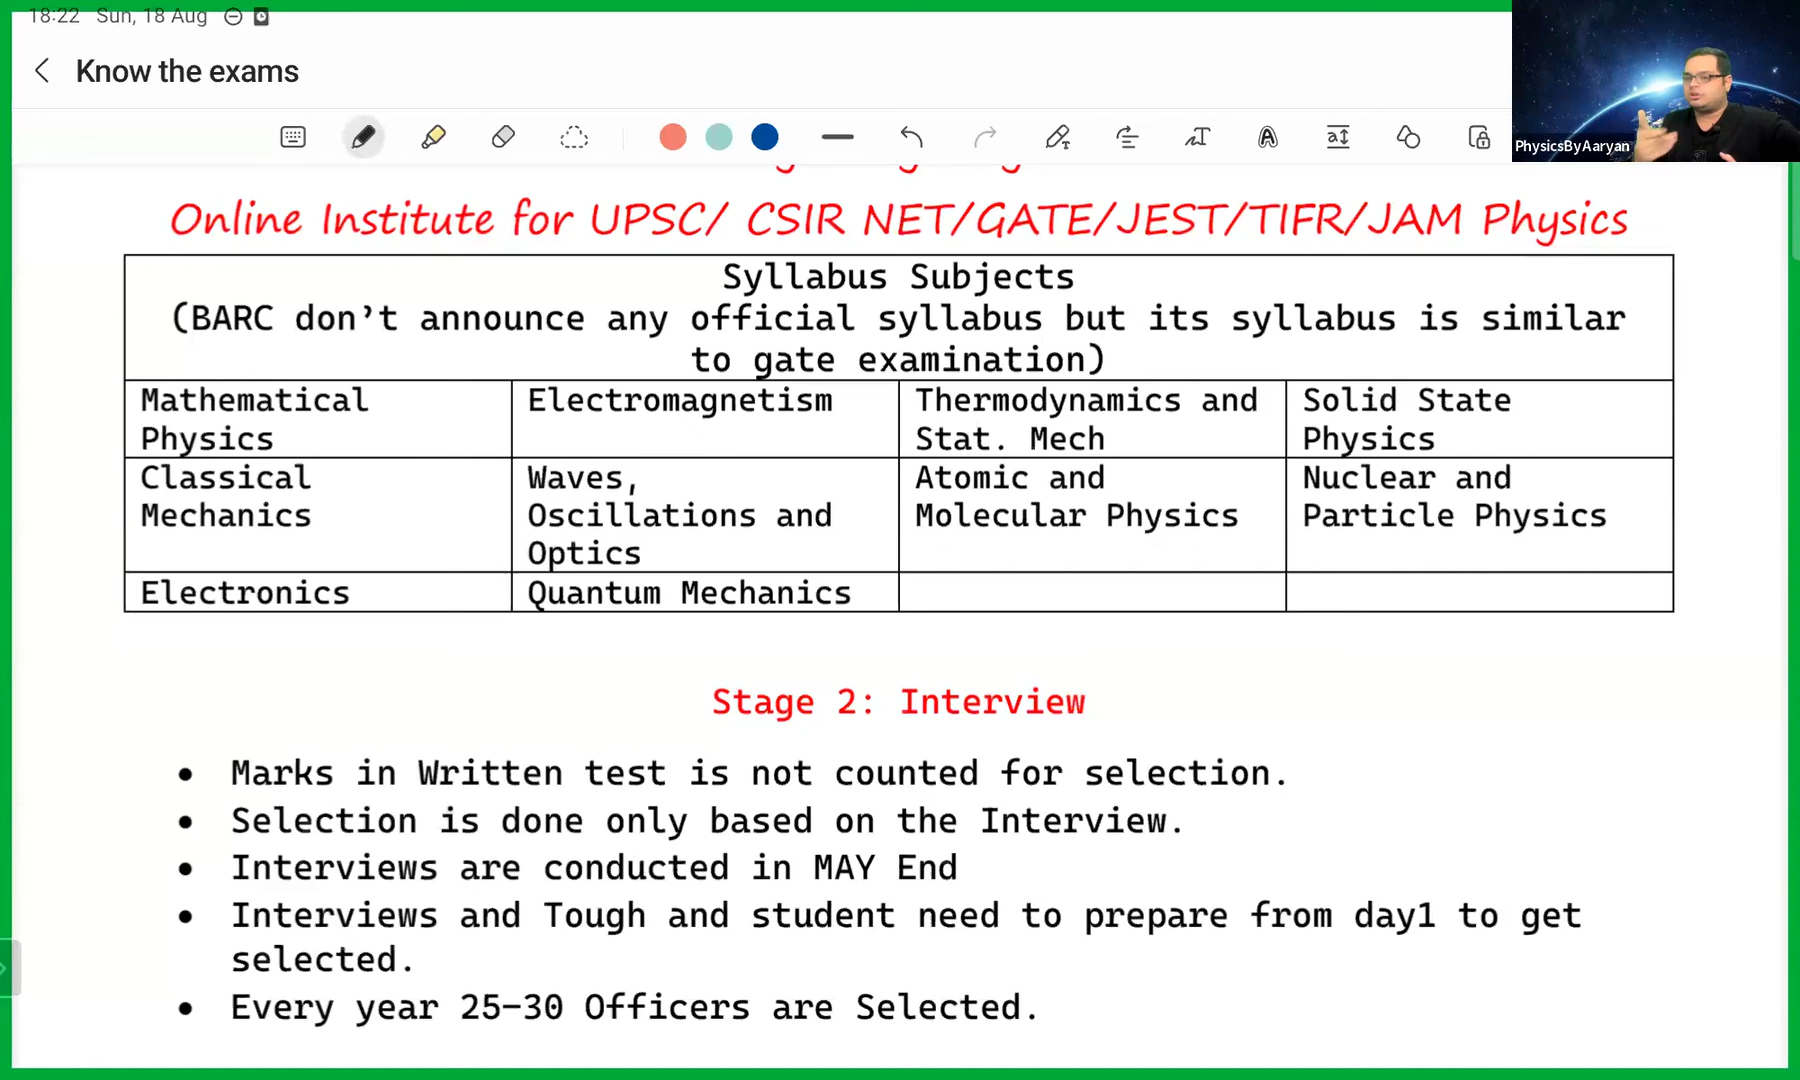 18:22 Sun, 18 Aug
Know the exams
PhysicsByAaryan
Online Institute for UPSC/ CSIR NET/GATE/JEST/TIFR/JAM Physics
Syllabus Subjects
(BARC don't announce any official syllabus but its syllabus is similar
to gate examination)
Mathematical
Physics
Electromagnetism
Thermodynamics and
Stat. Mech
Solid State
Physics
Classical
Mechanics
Waves,
Oscillations and
Optics
Atomic and
Molecular Physics
Nuclear and
Particle Physics
Electronics
Quantum Mechanics
Stage 2: Interview
• Marks in Written test is not counted for selection.
• Selection is done only based on the Interview.
• Interviews are conducted in MAY End
• Interviews and Tough and student need to prepare from day1 to get
selected.
• Every year 25-30 Officers are Selected.